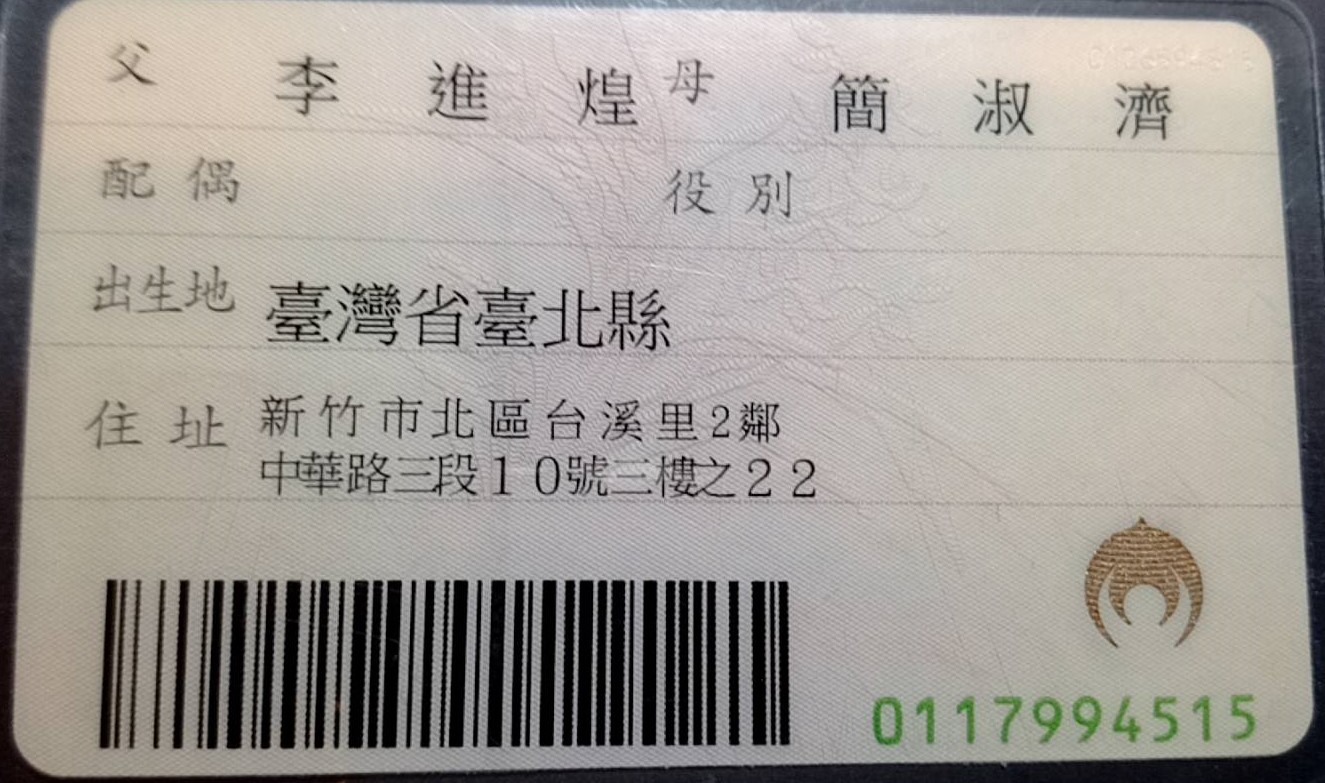 父 李進煌 母 簡淑濟
配偶 役別
出生地 臺灣省臺北縣
住址 新竹市北區台溪里2鄰
中華路三段10號三樓之22
0117994515